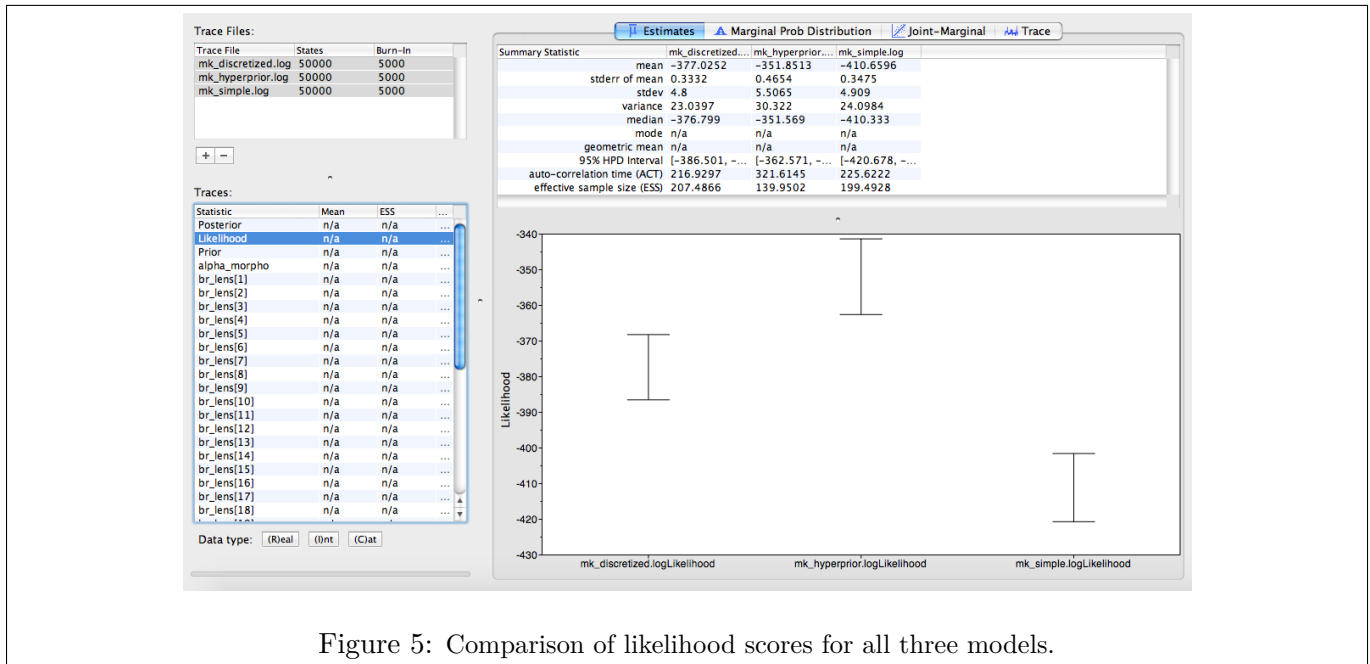 Trace Files:
Trace File States Burn-In
mk_discretized.log 50000 5000
mk_hyperprior.log 50000 5000
mk_simple.log 50000 5000
+ −
Traces:
Statistic Mean ESS ...
Posterior n/a n/a ...
Likelihood n/a n/a ...
Prior n/a n/a ...
alpha_morpho n/a n/a ...
br_lens[1] n/a n/a ...
br_lens[2] n/a n/a ...
br_lens[3] n/a n/a ...
br_lens[4] n/a n/a ...
br_lens[5] n/a n/a ...
br_lens[6] n/a n/a ...
br_lens[7] n/a n/a ...
br_lens[8] n/a n/a ...
br_lens[9] n/a n/a ...
br_lens[10] n/a n/a ...
br_lens[11] n/a n/a ...
br_lens[12] n/a n/a ...
br_lens[13] n/a n/a ...
br_lens[14] n/a n/a ...
br_lens[15] n/a n/a ...
br_lens[16] n/a n/a ...
br_lens[17] n/a n/a ...
br_lens[18] n/a n/a ...
Data type: (R)eal (I)nt (C)at
Estimates Marginal Prob Distribution Joint-Marginal Trace
Summary Statistic mk_discretized.... mk_hyperprior.... mk_simple.log
mean -377.0252 -351.8513 -410.6596
stderr of mean 0.3332 0.4654 0.3475
stdev 4.8 5.5065 4.909
variance 23.0397 30.322 24.0984
median -376.799 -351.569 -410.333
mode n/a n/a n/a
geometric mean n/a n/a n/a
95% HPD Interval [-386.501, -... [-362.571, -... [-420.678, -...
auto-correlation time (ACT) 216.9297 321.6145 225.6222
effective sample size (ESS) 207.4866 139.9502 199.4928
-340
-350
-360
-370
-380
-390
-400
-410
-420
-430
Likelihood
mk_discretized.logLikelihood mk_hyperprior.logLikelihood mk_simple.logLikelihood
Figure 5: Comparison of likelihood scores for all three models.